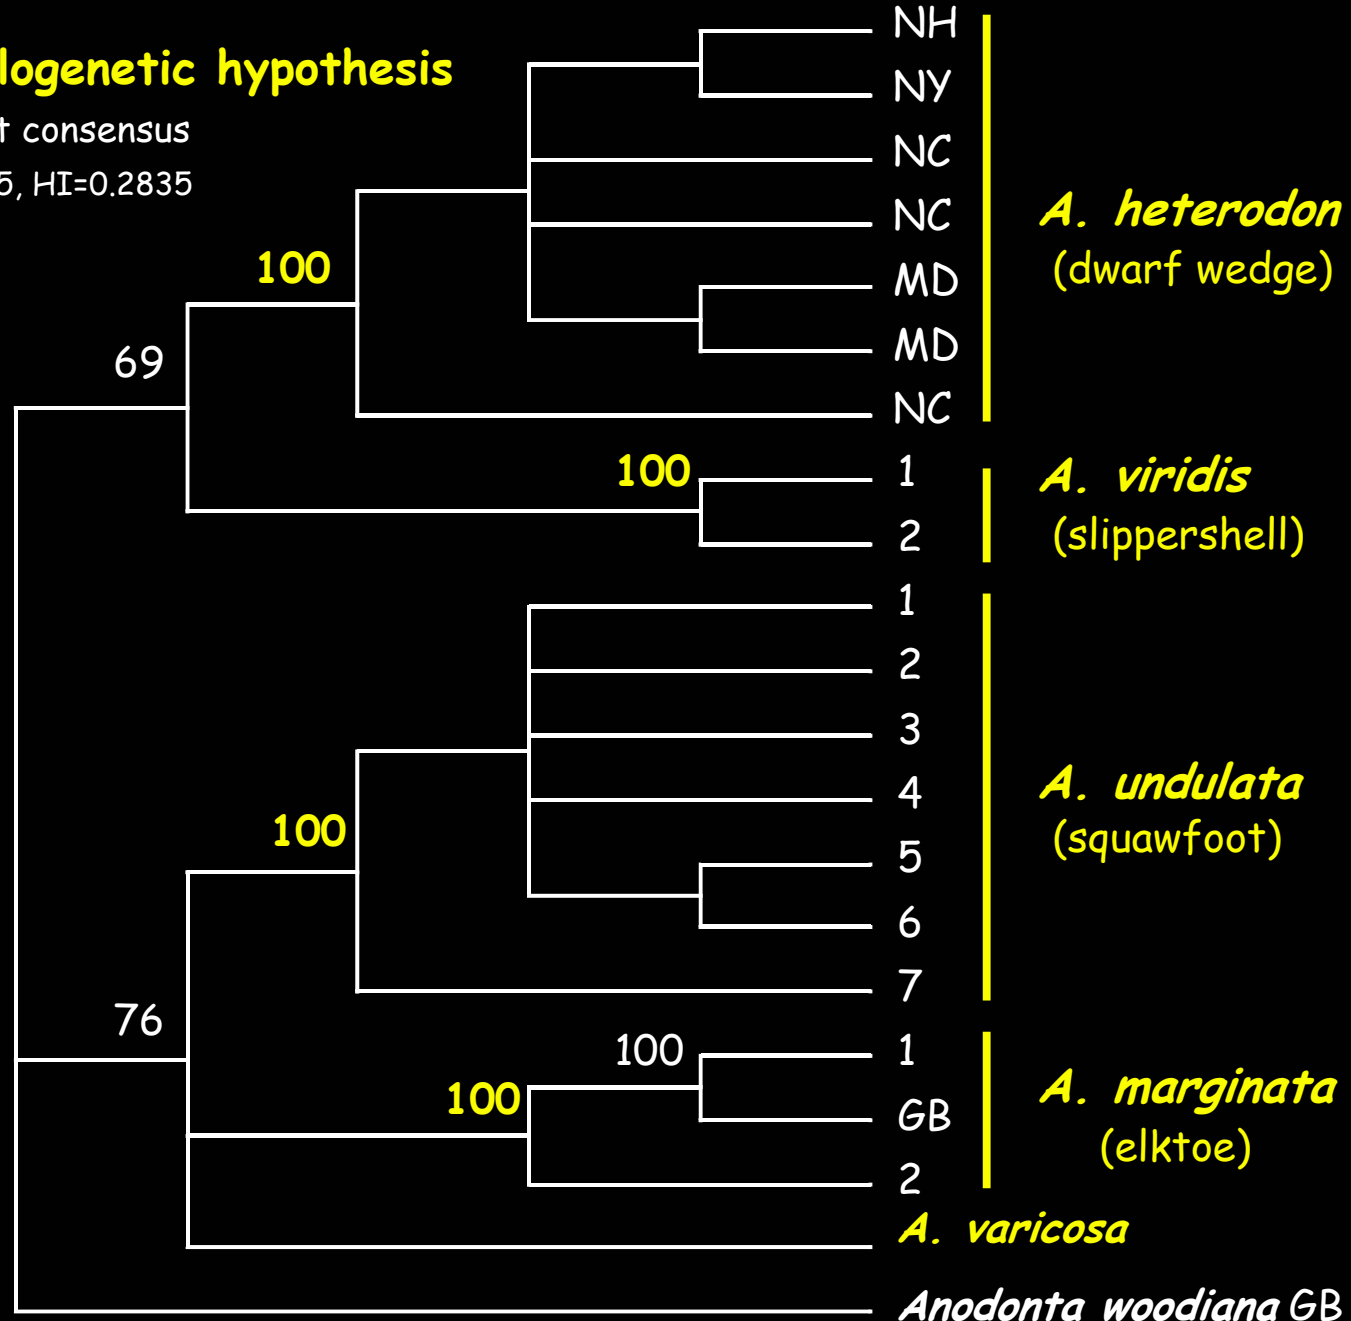 logenetic hypothesis
t consensus
5, HI=0.2835
NH
NY
NC
NC
MD
MD
NC
A. heterodon
(dwarf wedge)
100
69
1
2
100
A. viridis
(slippershell)
1
2
3
4
5
6
7
100
A. undulata
(squawfoot)
76
1
GB
2
100
100
A. marginata
(elktoe)
A. varicosa
Anodonta woodiana GB